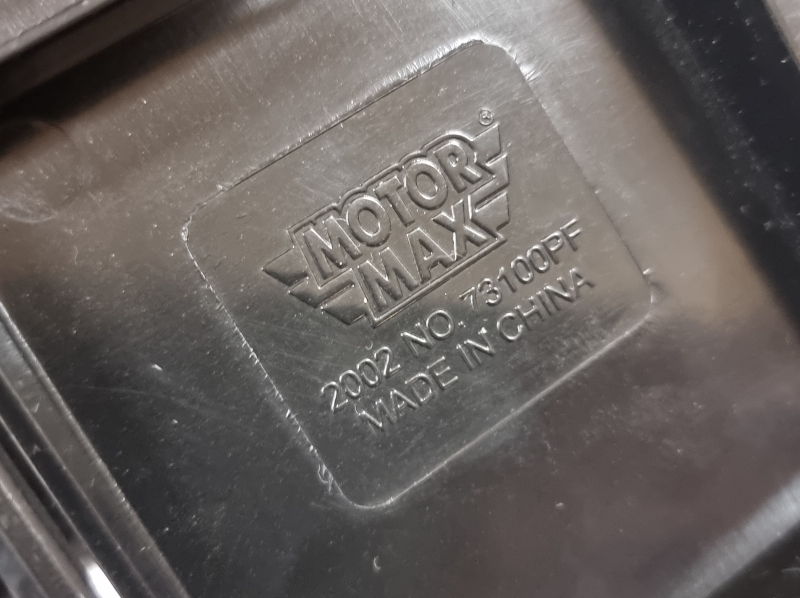 MOTOR ®
MAX
2002 NO. 73100PF
MADE IN CHINA